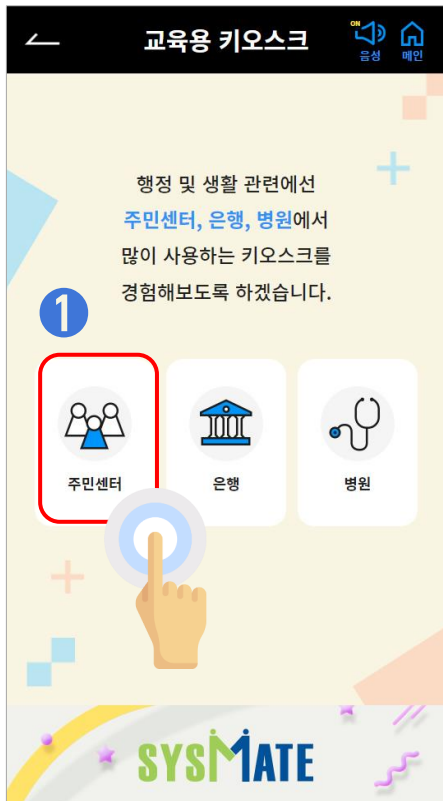 교육용 키오스크
ON
음성
메인
행정 및 생활 관련에선
주민센터, 은행, 병원에서
많이 사용하는 키오스크를
경험해보도록 하겠습니다.
1
주민센터
은행
병원
SYSMATE